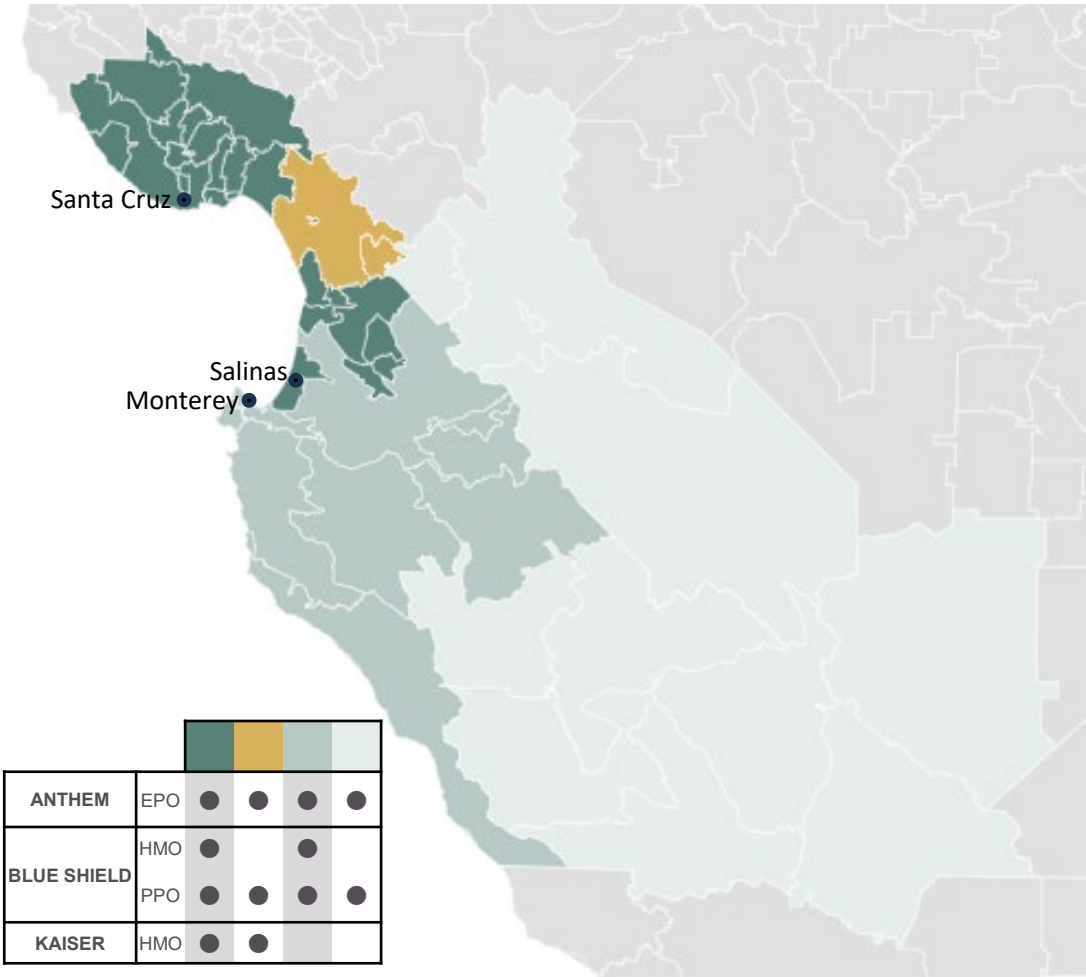 Santa Cruz
Salinas
Monterey
ANTHEM EPO
BLUE SHIELD HMO
PPO
KAISER HMO